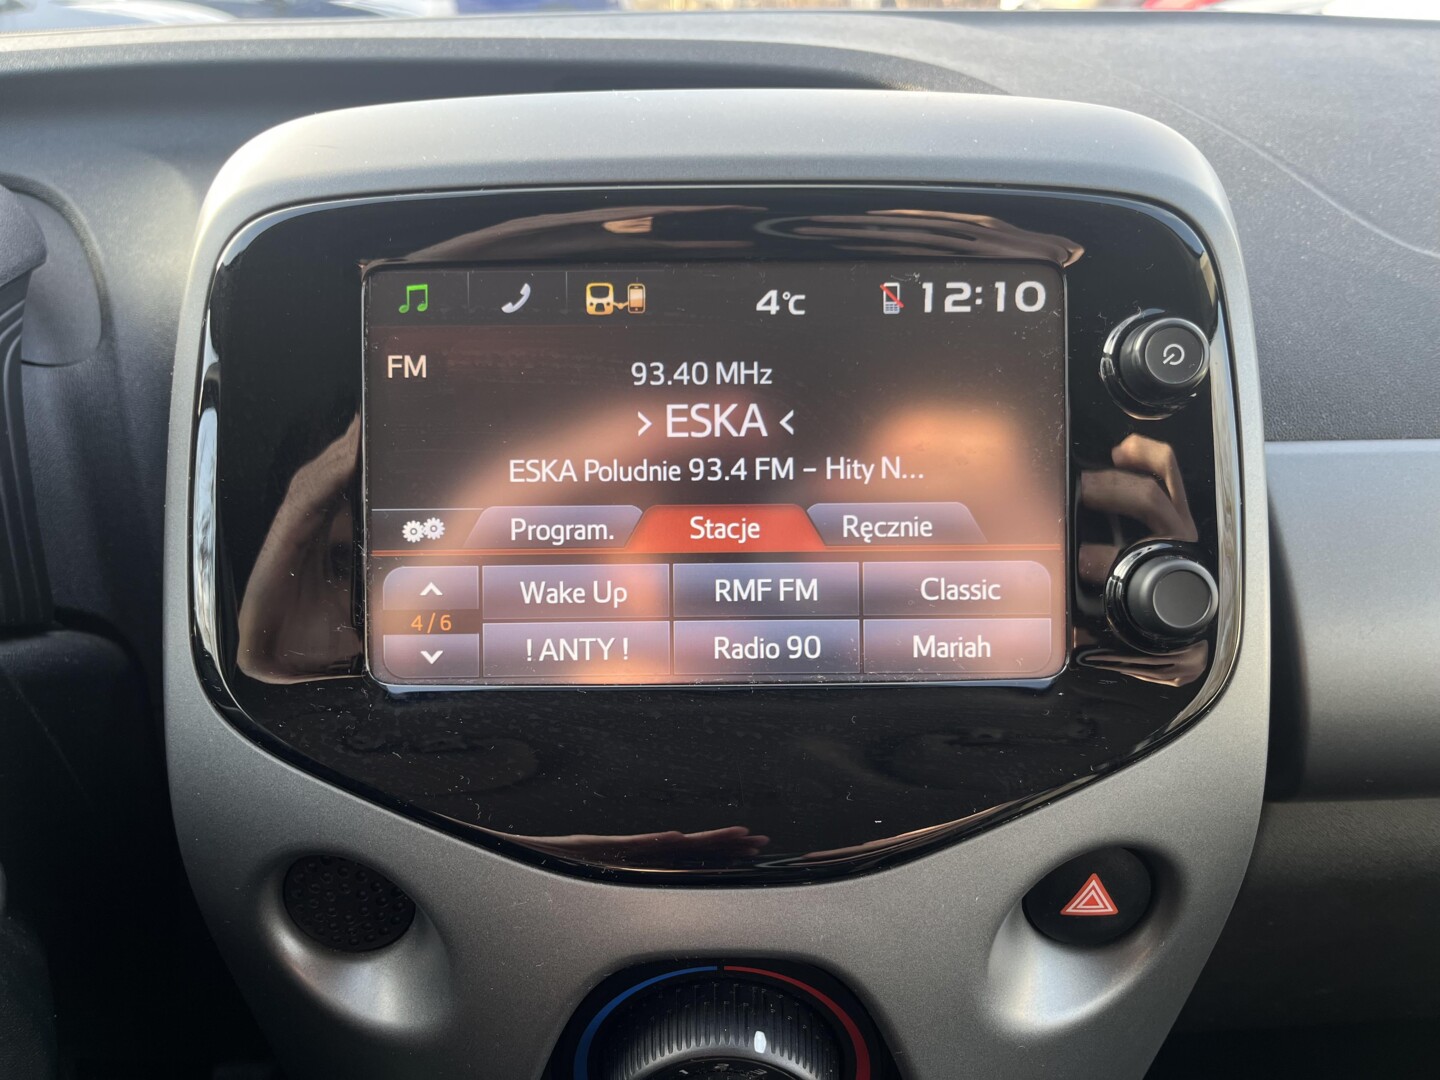 4°C
12:10
FM
93.40 MHz
› ESKA ‹
ESKA Poludnie 93.4 FM – Hity N...
Program.
Stacje
Ręcznie
4/6
Wake Up
RMF FM
Classic
! ANTY !
Radio 90
Mariah